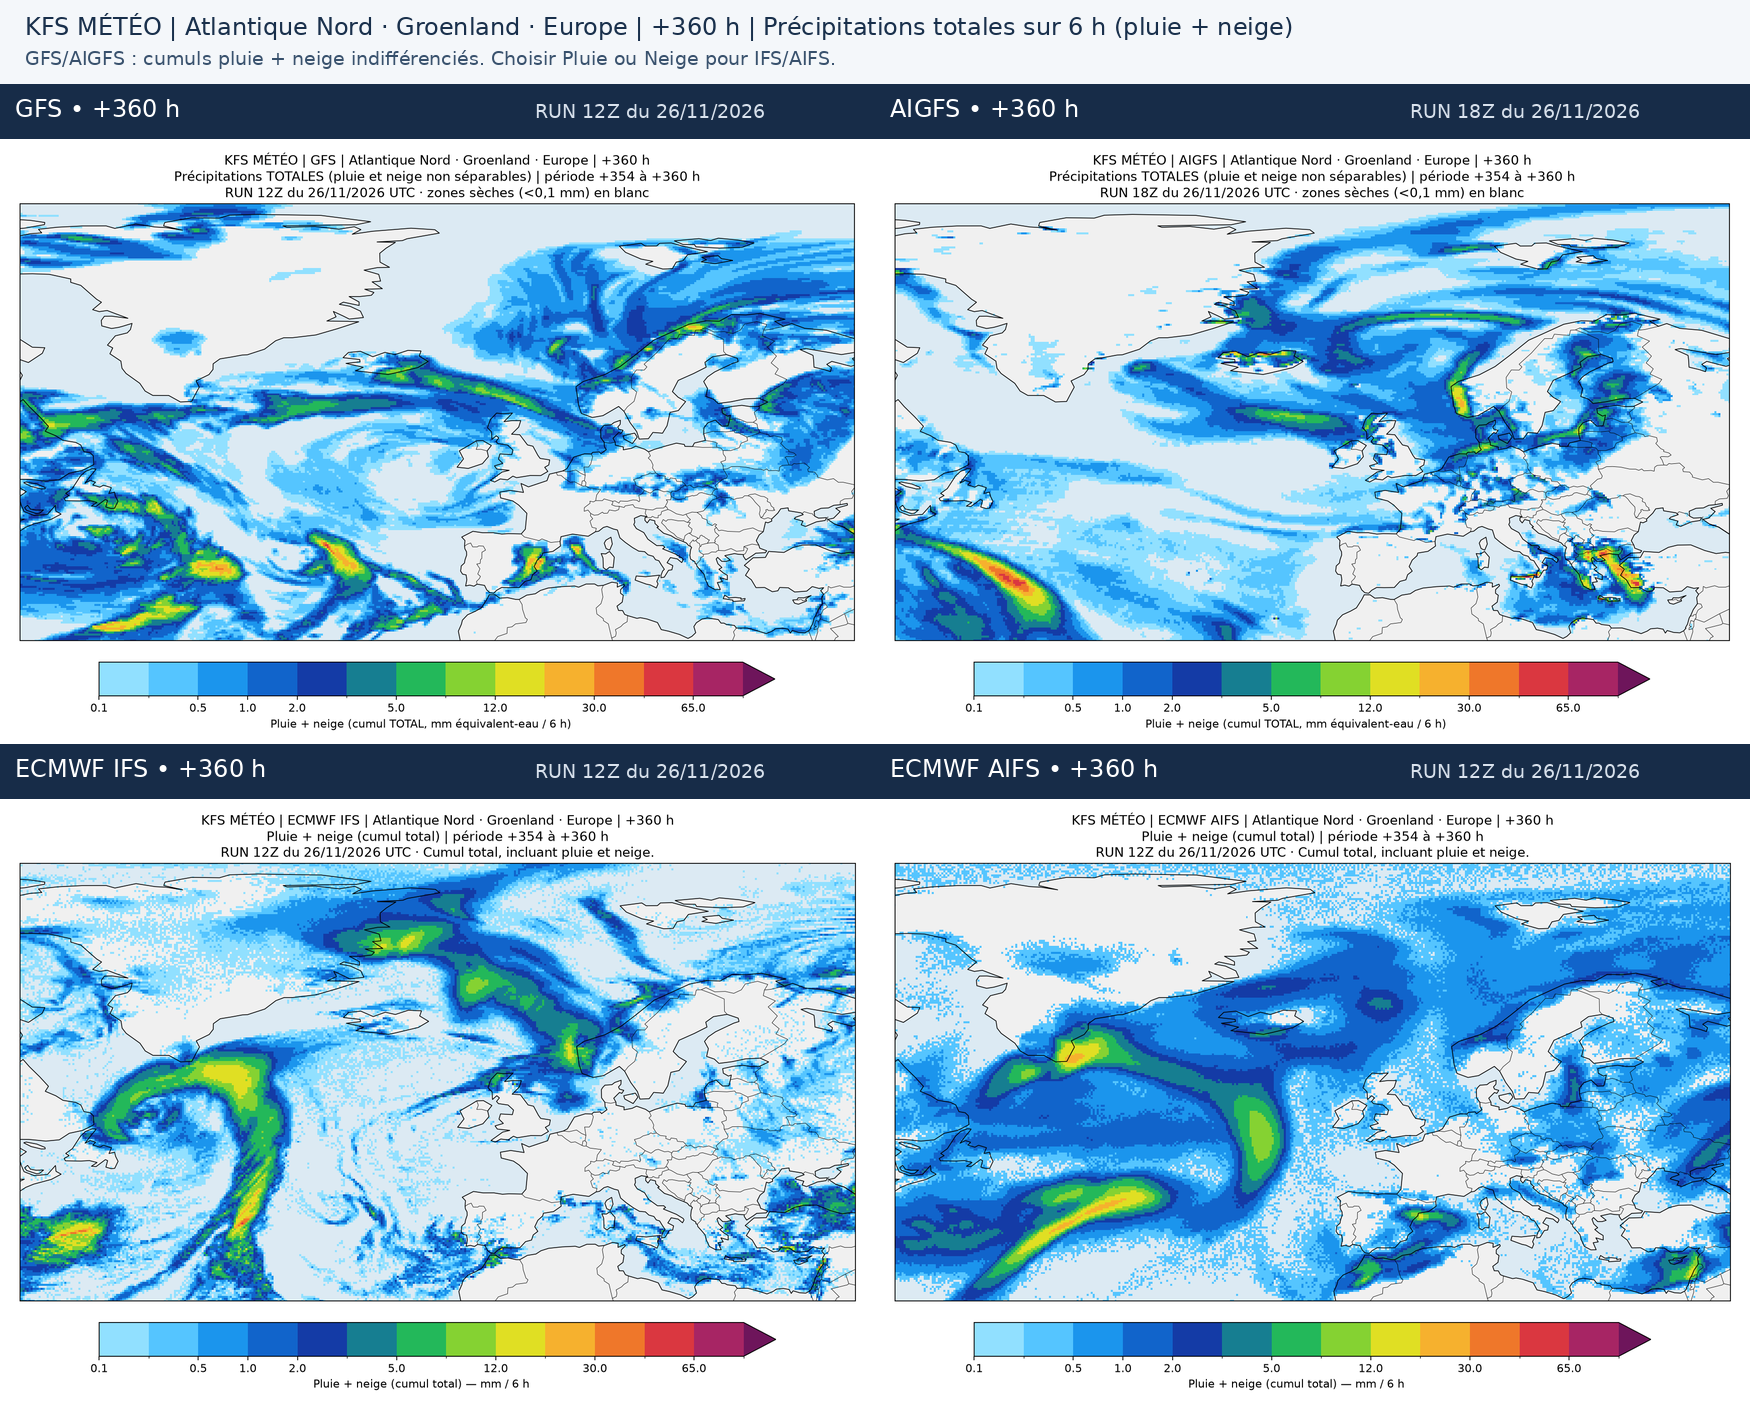 KFS MÉTÉO | Atlantique Nord · Groenland · Europe | +360 h | Précipitations totales sur 6 h (pluie + neige)
GFS/AIGFS : cumuls pluie + neige indifférenciés. Choisir Pluie ou Neige pour IFS/AIFS.
GFS • +360 h
RUN 12Z du 26/11/2026
KFS MÉTÉO | GFS | Atlantique Nord · Groenland · Europe | +360 h
Précipitations TOTALES (pluie et neige non séparables) | période +354 à +360 h
RUN 12Z du 26/11/2026 UTC · zones sèches (<0,1 mm) en blanc
0.1 0.5 1.0 2.0 5.0 12.0 30.0 65.0
Pluie + neige (cumul TOTAL, mm équivalent-eau / 6 h)
AIGFS • +360 h
RUN 18Z du 26/11/2026
KFS MÉTÉO | AIGFS | Atlantique Nord · Groenland · Europe | +360 h
Précipitations TOTALES (pluie et neige non séparables) | période +354 à +360 h
RUN 18Z du 26/11/2026 UTC · zones sèches (<0,1 mm) en blanc
0.1 0.5 1.0 2.0 5.0 12.0 30.0 65.0
Pluie + neige (cumul TOTAL, mm équivalent-eau / 6 h)
ECMWF IFS • +360 h
RUN 12Z du 26/11/2026
KFS MÉTÉO | ECMWF IFS | Atlantique Nord · Groenland · Europe | +360 h
Pluie + neige (cumul total) | période +354 à +360 h
RUN 12Z du 26/11/2026 UTC · Cumul total, incluant pluie et neige.
0.1 0.5 1.0 2.0 5.0 12.0 30.0 65.0
Pluie + neige (cumul total) — mm / 6 h
ECMWF AIFS • +360 h
RUN 12Z du 26/11/2026
KFS MÉTÉO | ECMWF AIFS | Atlantique Nord · Groenland · Europe | +360 h
Pluie + neige (cumul total) | période +354 à +360 h
RUN 12Z du 26/11/2026 UTC · Cumul total, incluant pluie et neige.
0.1 0.5 1.0 2.0 5.0 12.0 30.0 65.0
Pluie + neige (cumul total) — mm / 6 h